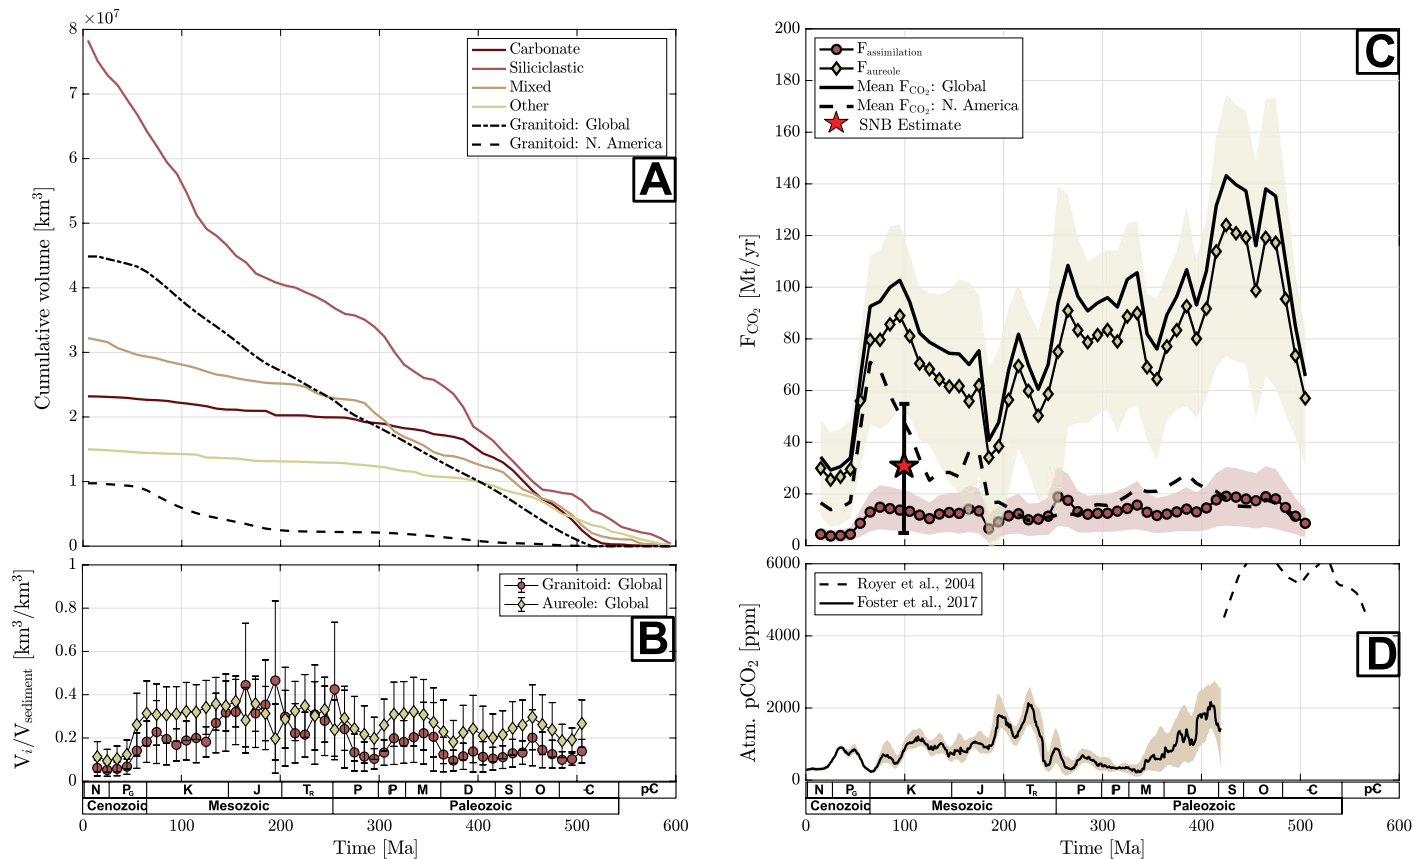 ×10⁷
8
7
6
5
4
3
2
1
0
Cumulative volume [km³]
Carbonate
Siliciclastic
Mixed
Other
Granitoid: Global
Granitoid: N. America
A
1
0.8
0.6
0.4
0.2
0
Vᵢ/V_sediment [km³/km³]
Granitoid: Global
Aureole: Global
B
N P_G K J T_R P IP M D S O -C pC
Cenozoic Mesozoic Paleozoic
0 100 200 300 400 500 600
Time [Ma]
200
180
160
140
120
100
80
60
40
20
0
F_CO₂ [Mt/yr]
F_assimilation
F_aureole
Mean F_CO₂: Global
Mean F_CO₂: N. America
SNB Estimate
C
6000
4000
2000
0
Atm. pCO₂ [ppm]
Royer et al., 2004
Foster et al., 2017
D
N P_G K J T_R P IP M D S O -C pC
Cenozoic Mesozoic Paleozoic
0 100 200 300 400 500 600
Time [Ma]